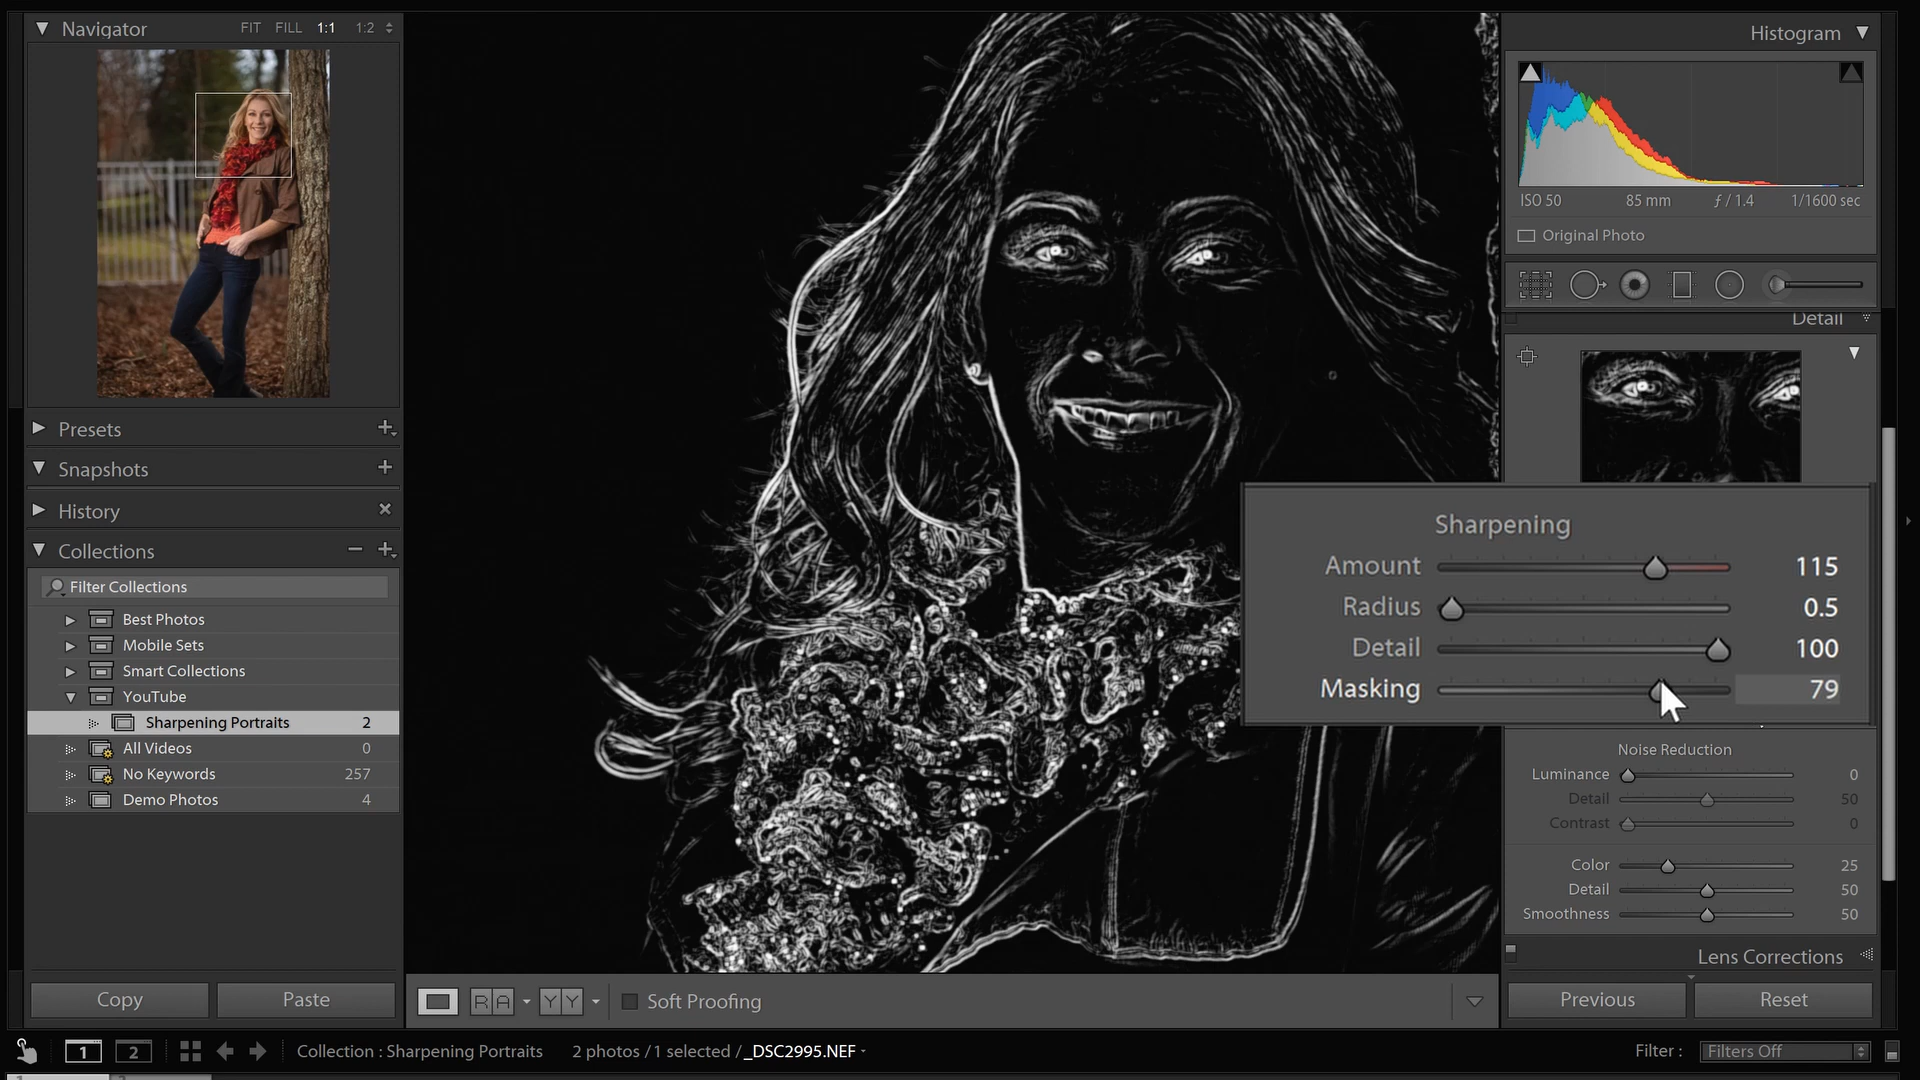 Navigator
FIT FILL 1:1 1:2
Presets
Snapshots
History
Collections
Filter Collections
Best Photos
Mobile Sets
Smart Collections
YouTube
Sharpening Portraits 2
All Videos 0
No Keywords 257
Demo Photos 4
Copy Paste
RA YY Soft Proofing
Histogram
ISO 50 85 mm ƒ / 1.4 1/1600 sec
Original Photo
Detail
Sharpening
Amount 115
Radius 0.5
Detail 100
Masking 79
Noise Reduction
Luminance 0
Detail 50
Contrast 0
Color 25
Detail 50
Smoothness 50
Lens Corrections
Previous Reset
1 2 Collection : Sharpening Portraits 2 photos / 1 selected / _DSC2995.NEF Filter : Filters Off